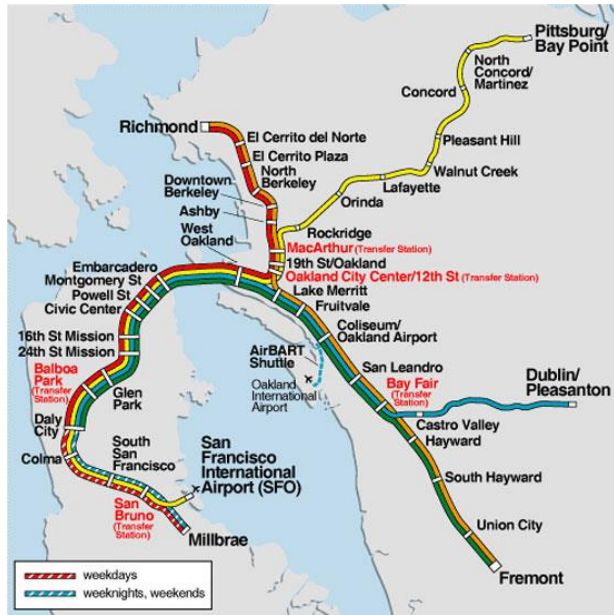 Pittsburg/
Bay Point
North
Concord/
Martinez
Concord
Richmond
El Cerrito del Norte
Pleasant Hill
El Cerrito Plaza
North
Berkeley
Walnut Creek
Downtown
Berkeley
Lafayette
Orinda
Ashby
West
Oakland
Rockridge
MacArthur (Transfer Station)
19th St/Oakland
Oakland City Center/12th St (Transfer Station)
Embarcadero
Montgomery St
Powell St
Civic Center
Lake Merritt
Fruitvale
Coliseum/
Oakland Airport
16th St Mission
24th St Mission
AirBART
Shuttle
Oakland
International
Airport
San Leandro
Balboa
Park
(Transfer
Station)
Glen
Park
Bay Fair
(Transfer
Station)
Dublin/
Pleasanton
Castro Valley
Hayward
Daly
City
Colma
South
San
Francisco
San
Francisco
International
Airport (SFO)
South Hayward
San
Bruno
(Transfer
Station)
Millbrae
Union City
Fremont
weekdays
weeknights, weekends